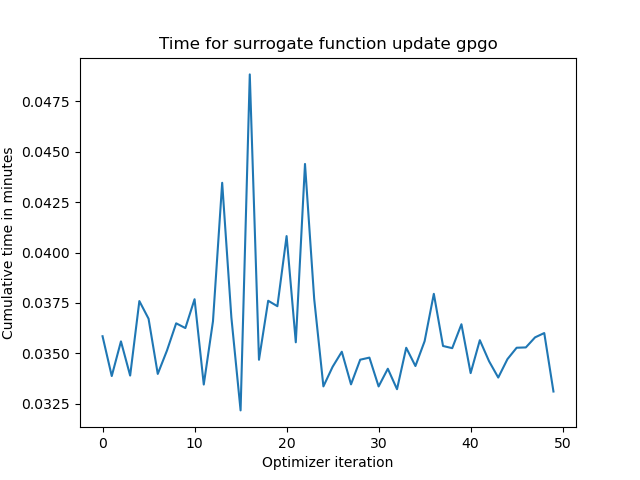 Time for surrogate function update gpgo
Cumulative time in minutes
0.0475
0.0450
0.0425
0.0400
0.0375
0.0350
0.0325
0 10 20 30 40 50
Optimizer iteration